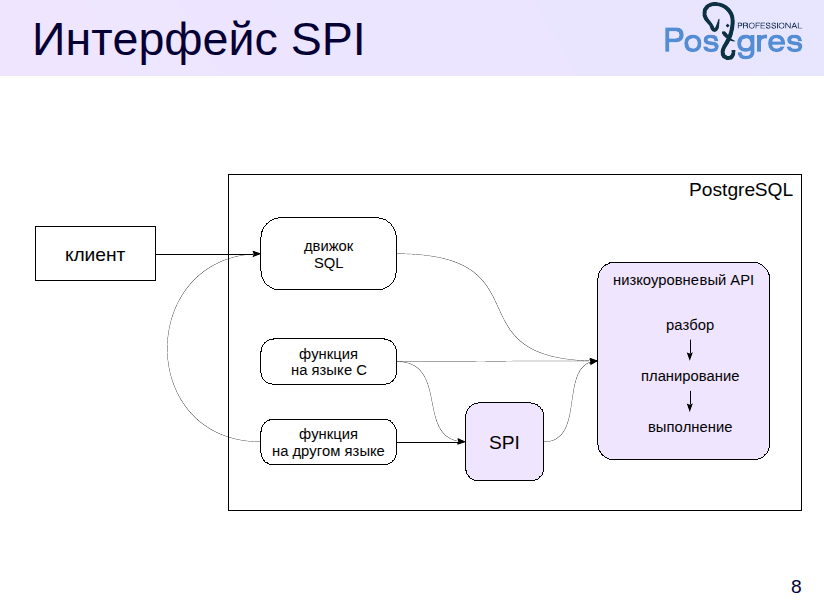 Интерфейс SPI
PROFESSIONAL
Postgres
PostgreSQL
клиент
движок
SQL
функция
на языке C
функция
на другом языке
SPI
низкоуровневый API
разбор
планирование
выполнение
8